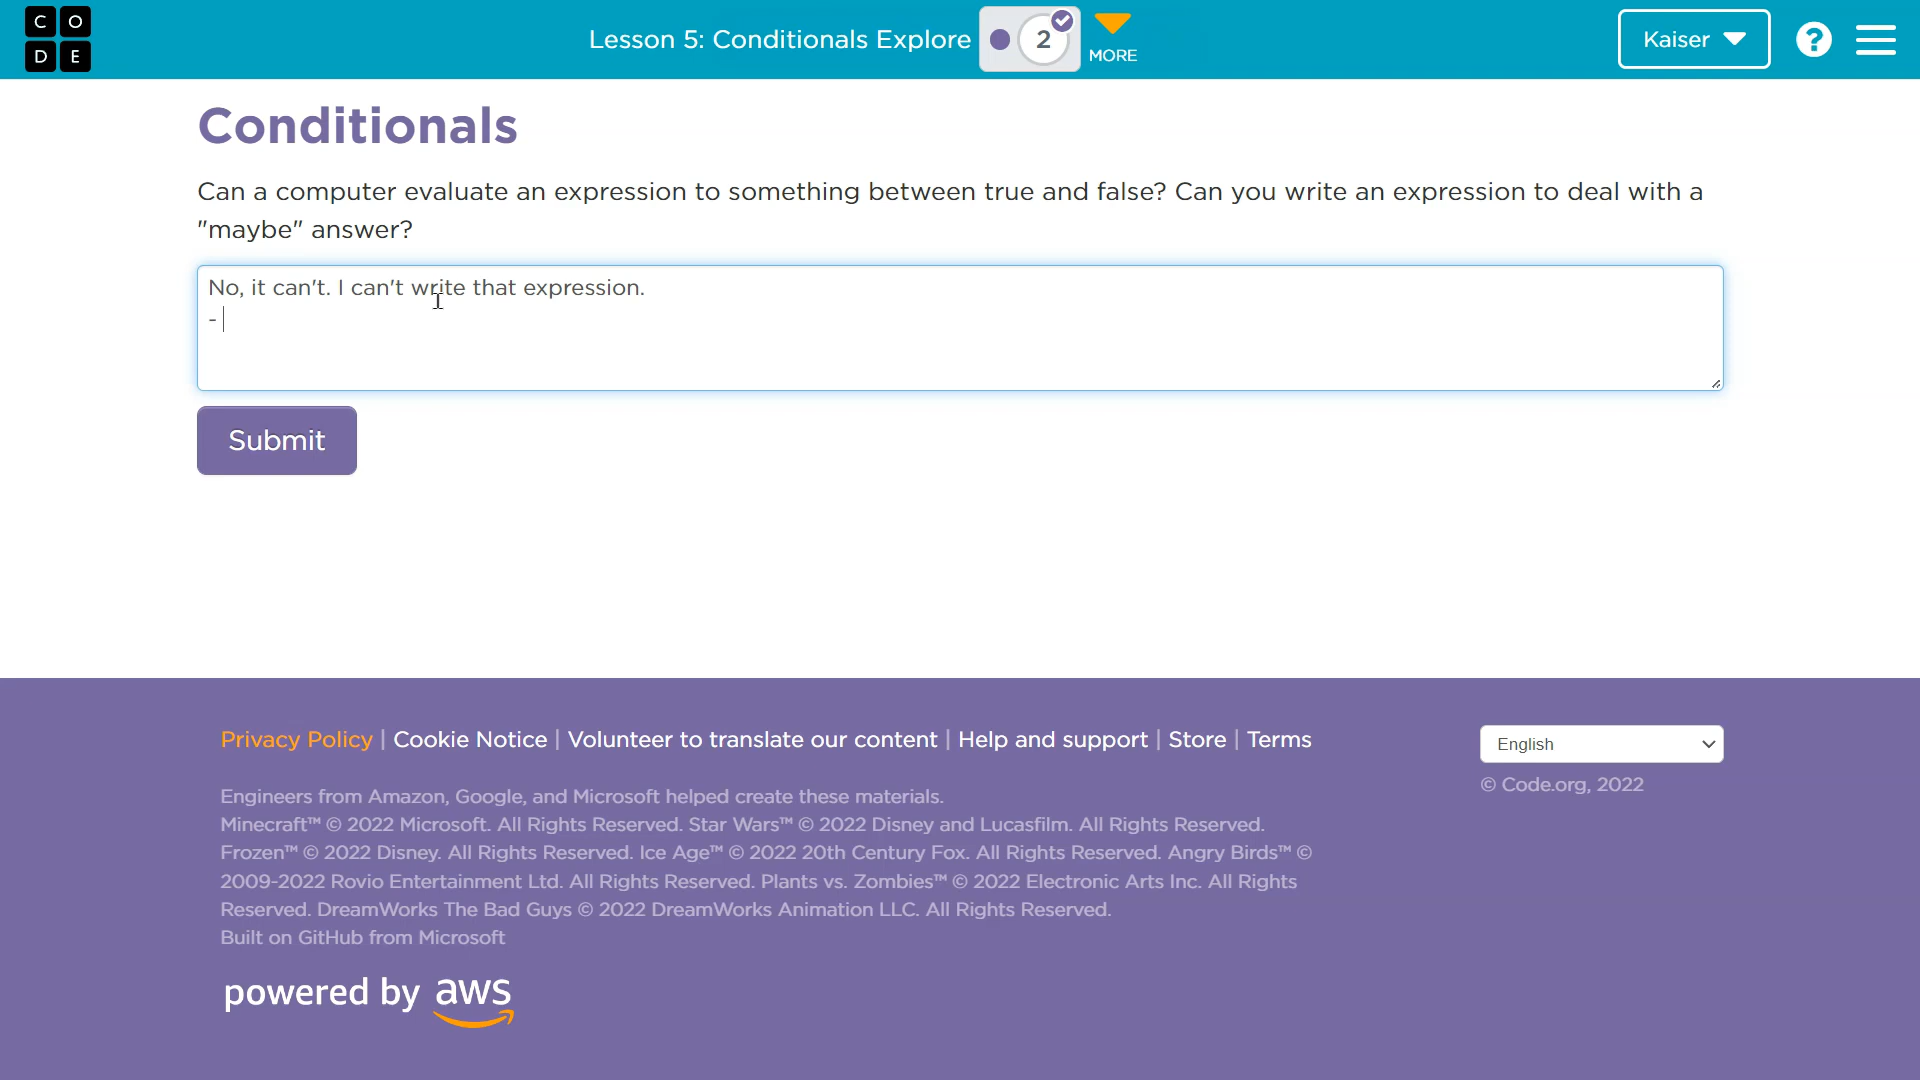 C O
D E
Lesson 5: Conditionals Explore
2
MORE
Kaiser
?
Conditionals
Can a computer evaluate an expression to something between true and false? Can you write an expression to deal with a
"maybe" answer?
No, it can't. I can't write that expression.
-
Submit
Privacy Policy | Cookie Notice | Volunteer to translate our content | Help and support | Store | Terms
English
© Code.org, 2022
Engineers from Amazon, Google, and Microsoft helped create these materials.
Minecraft™ © 2022 Microsoft. All Rights Reserved. Star Wars™ © 2022 Disney and Lucasfilm. All Rights Reserved.
Frozen™ © 2022 Disney. All Rights Reserved. Ice Age™ © 2022 20th Century Fox. All Rights Reserved. Angry Birds™ ©
2009-2022 Rovio Entertainment Ltd. All Rights Reserved. Plants vs. Zombies™ © 2022 Electronic Arts Inc. All Rights
Reserved. DreamWorks The Bad Guys © 2022 DreamWorks Animation LLC. All Rights Reserved.
Built on GitHub from Microsoft
powered by aws